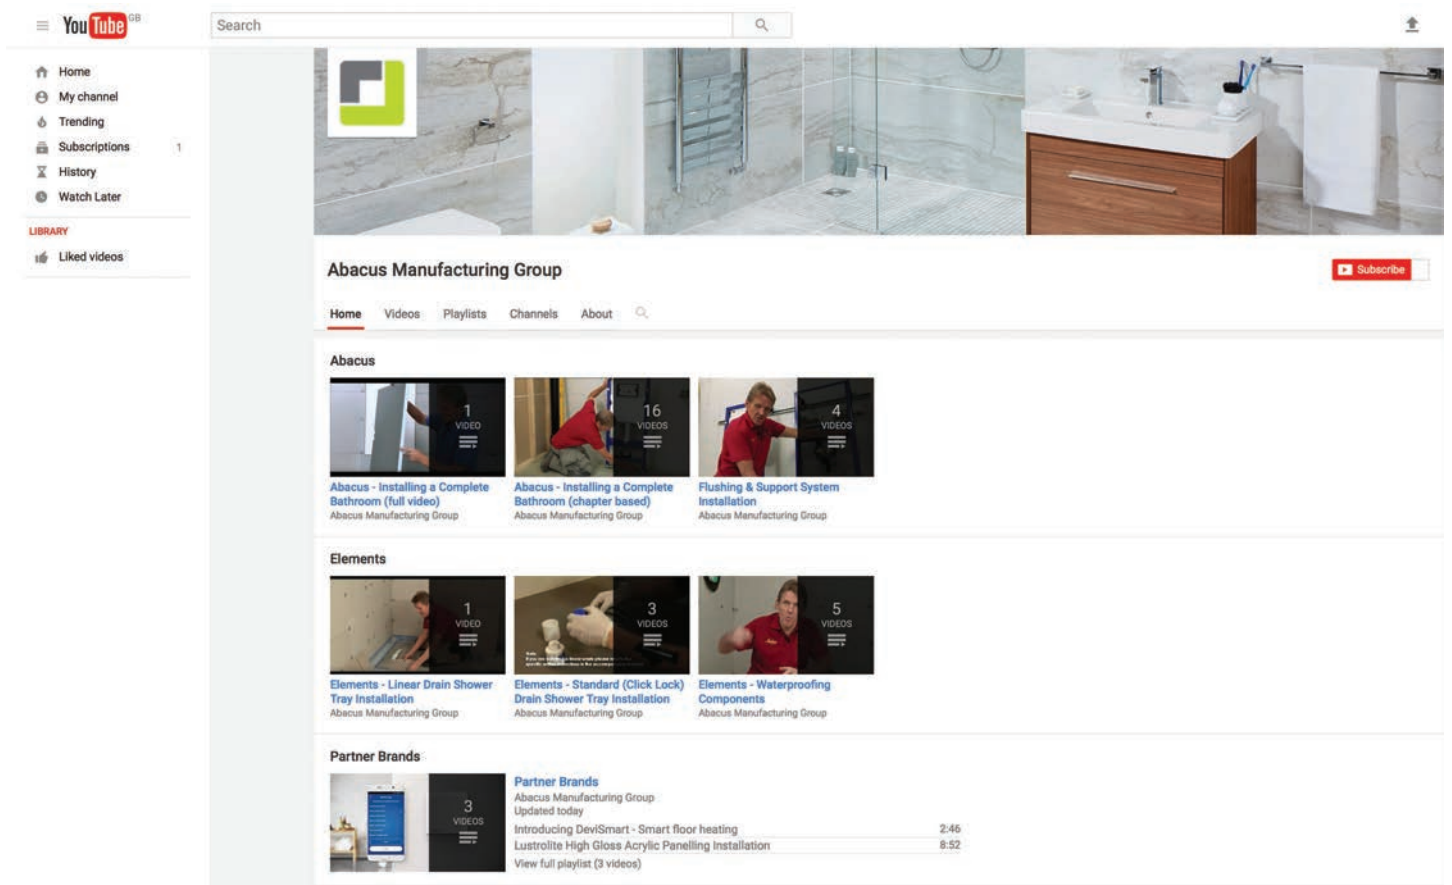 YouTube GB
Search
Home
My channel
Trending
Subscriptions 1
History
Watch Later
LIBRARY
Liked videos
Abacus Manufacturing Group
Subscribe
Home Videos Playlists Channels About
Abacus
1
VIDEO
16
VIDEOS
4
VIDEOS
Abacus - Installing a Complete
Bathroom (full video)
Abacus Manufacturing Group
Abacus - Installing a Complete
Bathroom (chapter based)
Abacus Manufacturing Group
Flushing & Support System
Installation
Abacus Manufacturing Group
Elements
1
VIDEO
3
VIDEOS
5
VIDEOS
Elements - Linear Drain Shower
Tray Installation
Abacus Manufacturing Group
Elements - Standard (Click Lock)
Drain Shower Tray Installation
Abacus Manufacturing Group
Elements - Waterproofing
Components
Abacus Manufacturing Group
Partner Brands
3
VIDEOS
Partner Brands
Abacus Manufacturing Group
Updated today
Introducing DeviSmart - Smart floor heating 2:46
Lustrolite High Gloss Acrylic Panelling Installation 8:52
View full playlist (3 videos)